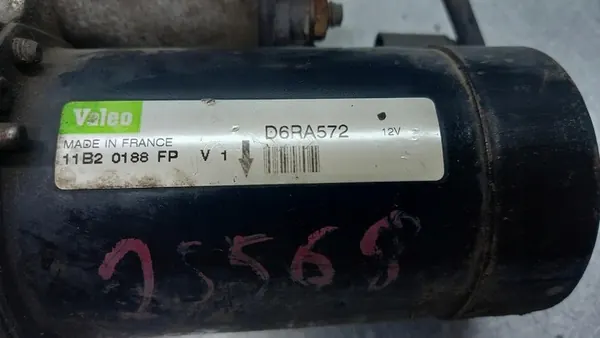 Valeo
D6RA572 12V
MADE IN FRANCE
11B2 0188 FP V 1
25568